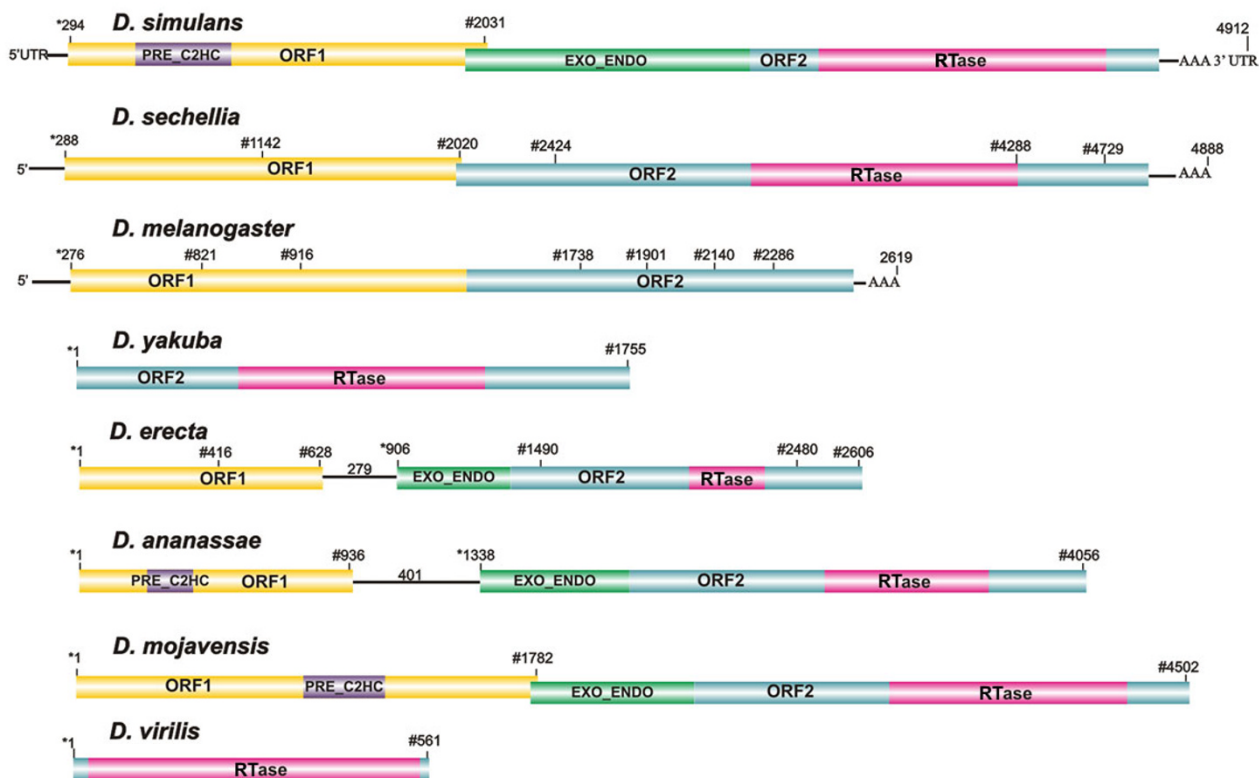 D. simulans
*294 #2031 4912
5'UTR PRE_C2HC ORF1 EXO_ENDO ORF2 RTase AAA 3' UTR
D. sechellia
*288 #1142 #2020 #2424 #4288 #4729 4888
5' ORF1 ORF2 RTase AAA
D. melanogaster
*276 #821 #916 #1738 #1901 #2140 #2286 2619
5' ORF1 ORF2 AAA
D. yakuba
*1 #1755
ORF2 RTase
D. erecta
*1 #416 #628 *906 #1490 #2480 #2606
ORF1 279 EXO_ENDO ORF2 RTase
D. ananassae
*1 #936 *1338 #4056
PRE_C2HC ORF1 401 EXO_ENDO ORF2 RTase
D. mojavensis
*1 #1782 #4502
ORF1 PRE_C2HC EXO_ENDO ORF2 RTase
D. virilis
*1 #561
RTase